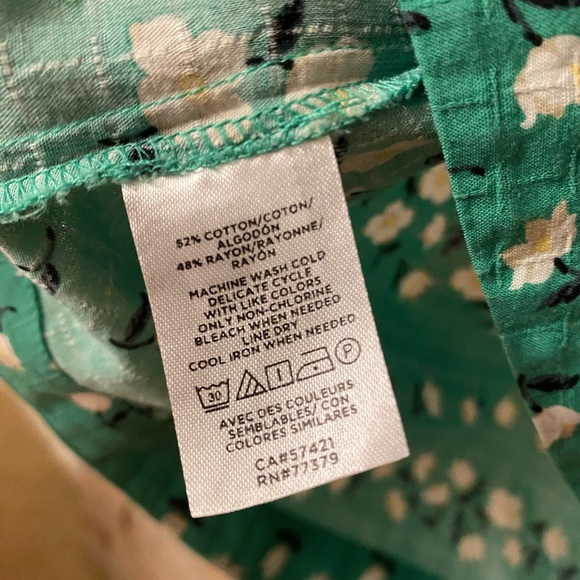 52% COTTON/COTON/
ALGODÓN
48% RAYON/RAYONNE/
RAYÓN
MACHINE WASH COLD
DELICATE CYCLE
WITH LIKE COLORS
ONLY NON-CHLORINE
BLEACH WHEN NEEDED
LINE DRY
COOL IRON WHEN NEEDED
30 P
AVEC DES COULEURS
SEMBLABLES/ CON
COLORES SIMILARES
CA#57421
RN#77379